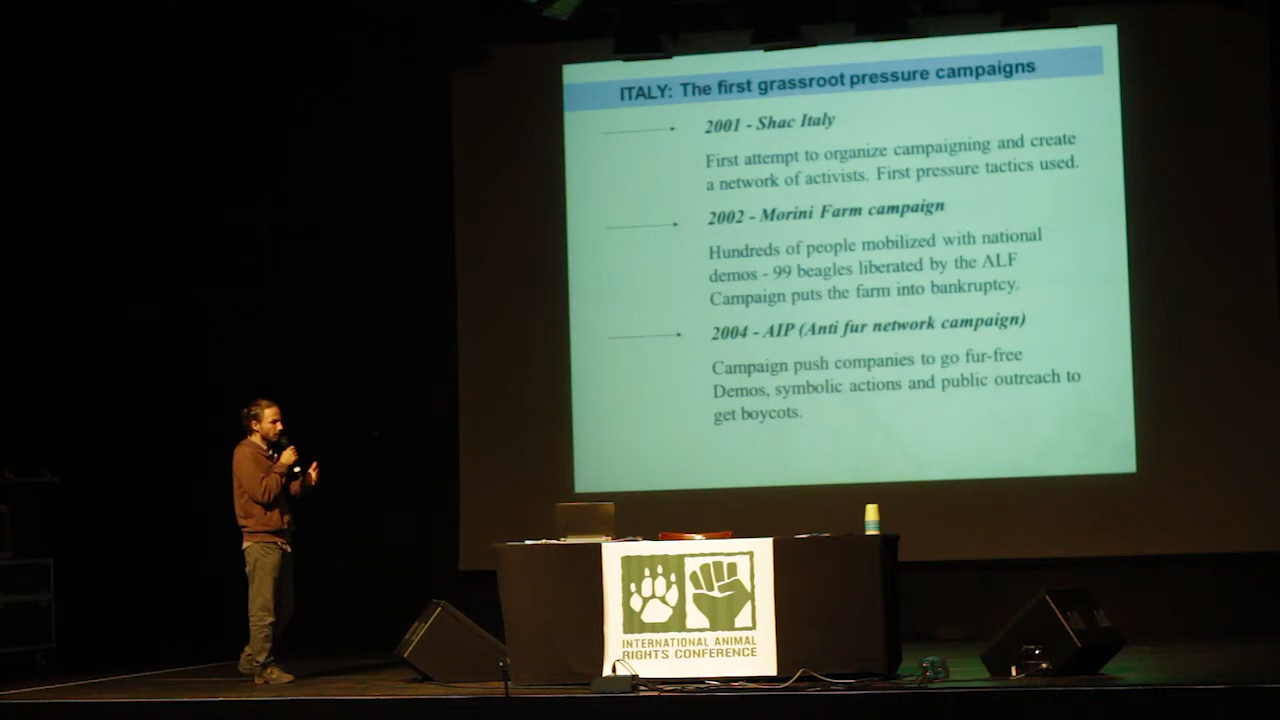 ITALY: The first grassroot pressure campaigns
2001 - Shac Italy
First attempt to organize campaigning and create
a network of activists. First pressure tactics used.
2002 - Morini Farm campaign
Hundreds of people mobilized with national
demos - 99 beagles liberated by the ALF
Campaign puts the farm into bankruptcy.
2004 - AIP (Anti fur network campaign)
Campaign push companies to go fur-free
Demos, symbolic actions and public outreach to
get boycots.
INTERNATIONAL ANIMAL
RIGHTS CONFERENCE